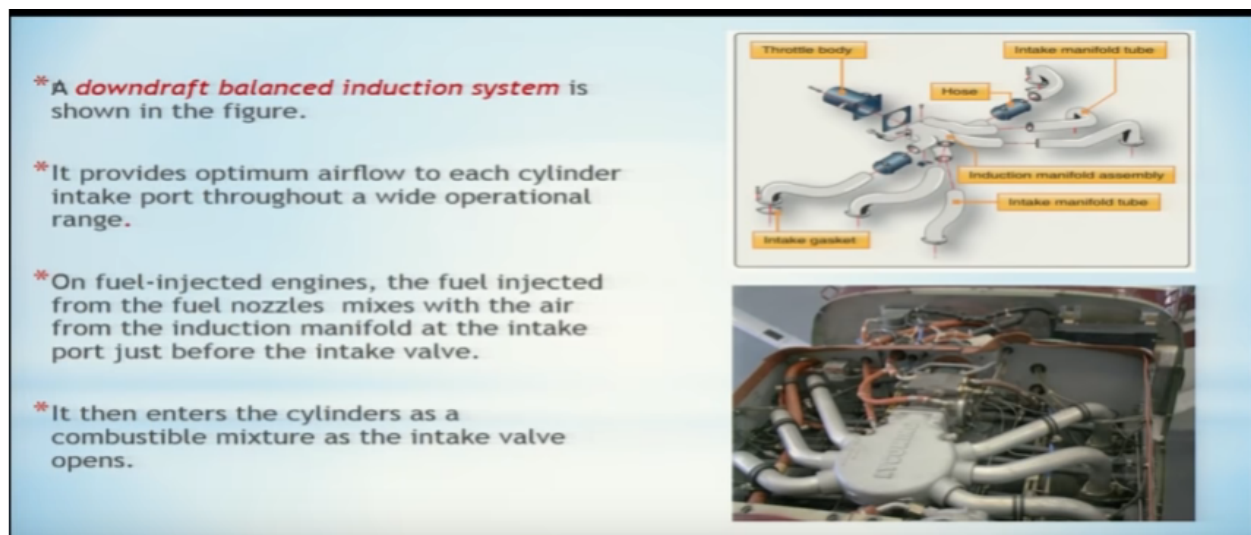 *A downdraft balanced induction system is
shown in the figure.
*It provides optimum airflow to each cylinder
intake port throughout a wide operational
range.
*On fuel-injected engines, the fuel injected
from the fuel nozzles mixes with the air
from the induction manifold at the intake
port just before the intake valve.
*It then enters the cylinders as a
combustible mixture as the intake valve
opens.
Throttle body
Intake manifold tube
Hose
Induction manifold assembly
Intake manifold tube
Intake gasket